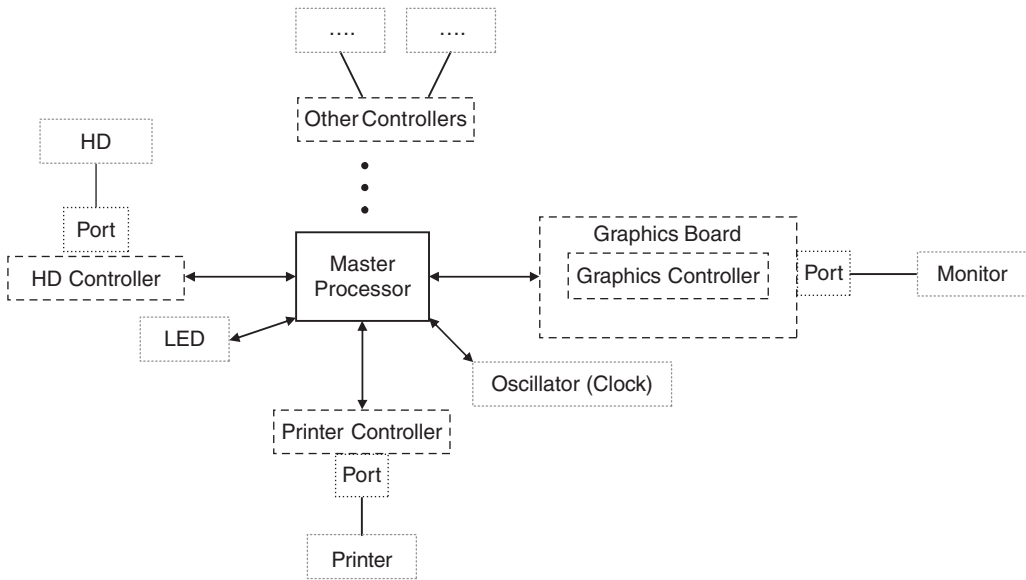 ....
....
Other Controllers
HD
Port
HD Controller
Master
Processor
Graphics Board
Graphics Controller
Port
Monitor
LED
Oscillator (Clock)
Printer Controller
Port
Printer